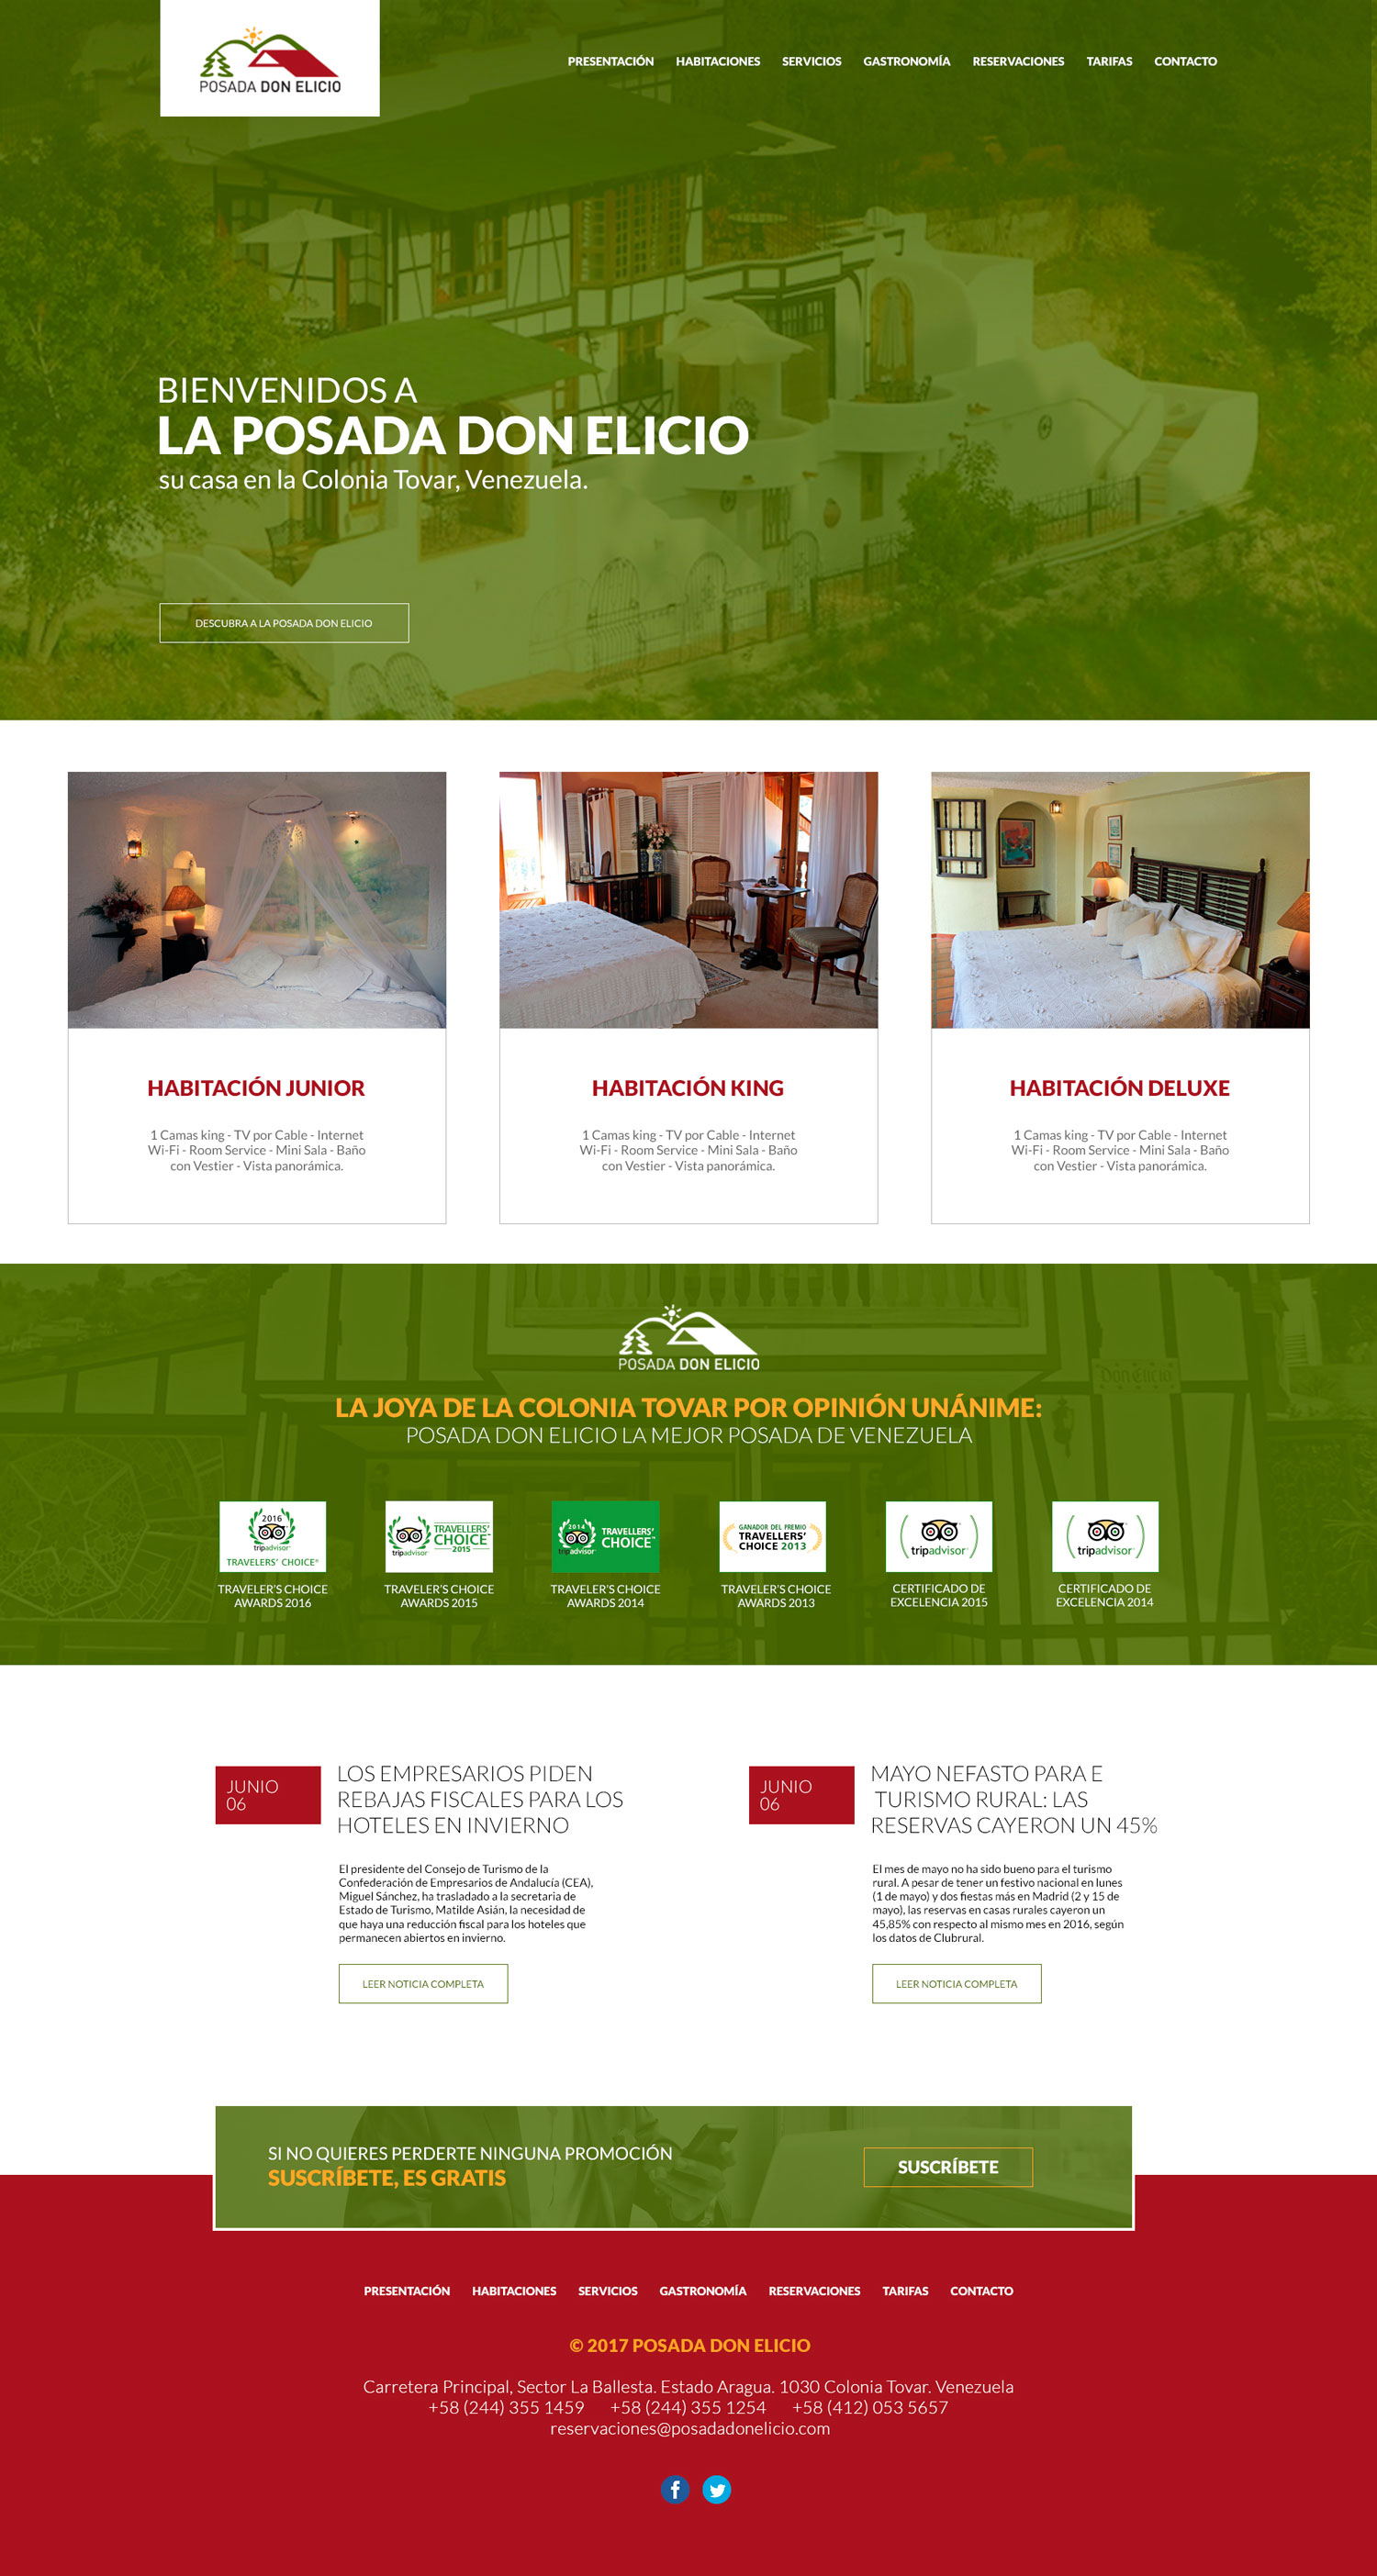 POSADA DON ELICIO
PRESENTACIÓN HABITACIONES SERVICIOS GASTRONOMÍA RESERVACIONES TARIFAS CONTACTO
BIENVENIDOS A
LA POSADA DON ELICIO
su casa en la Colonia Tovar, Venezuela.
DESCUBRA A LA POSADA DON ELICIO
HABITACIÓN JUNIOR
1 Camas king - TV por Cable - Internet
Wi-Fi - Room Service - Mini Sala - Baño
con Vestier - Vista panorámica.
HABITACIÓN KING
1 Camas king - TV por Cable - Internet
Wi-Fi - Room Service - Mini Sala - Baño
con Vestier - Vista panorámica.
HABITACIÓN DELUXE
1 Camas king - TV por Cable - Internet
Wi-Fi - Room Service - Mini Sala - Baño
con Vestier - Vista panorámica.
POSADA DON ELICIO
Don Elicio
LA JOYA DE LA COLONIA TOVAR POR OPINIÓN UNÁNIME:
POSADA DON ELICIO LA MEJOR POSADA DE VENEZUELA
2016
tripadvisor
TRAVELERS' CHOICE
TRAVELER'S CHOICE
AWARDS 2016
tripadvisor
TRAVELLERS'
CHOICE
2015
TRAVELER'S CHOICE
AWARDS 2015
2014
tripadvisor
TRAVELLERS'
CHOICE
TRAVELER'S CHOICE
AWARDS 2014
GANADOR DEL PREMIO
TRAVELLERS'
CHOICE 2013
TRAVELER'S CHOICE
AWARDS 2013
tripadvisor
CERTIFICADO DE
EXCELENCIA 2015
tripadvisor
CERTIFICADO DE
EXCELENCIA 2014
JUNIO
06
LOS EMPRESARIOS PIDEN
REBAJAS FISCALES PARA LOS
HOTELES EN INVIERNO
El presidente del Consejo de Turismo de la
Confederación de Empresarios de Andalucía (CEA),
Miguel Sánchez, ha trasladado a la secretaria de
Estado de Turismo, Matilde Asián, la necesidad de
que haya una reducción fiscal para los hoteles que
permanecen abiertos en invierno.
LEER NOTICIA COMPLETA
JUNIO
06
MAYO NEFASTO PARA E
TURISMO RURAL: LAS
RESERVAS CAYERON UN 45%
El mes de mayo no ha sido bueno para el turismo
rural. A pesar de tener un festivo nacional en lunes
(1 de mayo) y dos fiestas más en Madrid (2 y 15 de
mayo), las reservas en casas rurales cayeron un
45,85% con respecto al mismo mes en 2016, según
los datos de Clubrural.
LEER NOTICIA COMPLETA
SI NO QUIERES PERDERTE NINGUNA PROMOCIÓN
SUSCRÍBETE, ES GRATIS
SUSCRÍBETE
PRESENTACIÓN HABITACIONES SERVICIOS GASTRONOMÍA RESERVACIONES TARIFAS CONTACTO
© 2017 POSADA DON ELICIO
Carretera Principal, Sector La Ballesta. Estado Aragua. 1030 Colonia Tovar. Venezuela
+58 (244) 355 1459 +58 (244) 355 1254 +58 (412) 053 5657
reservaciones@posadadonelicio.com